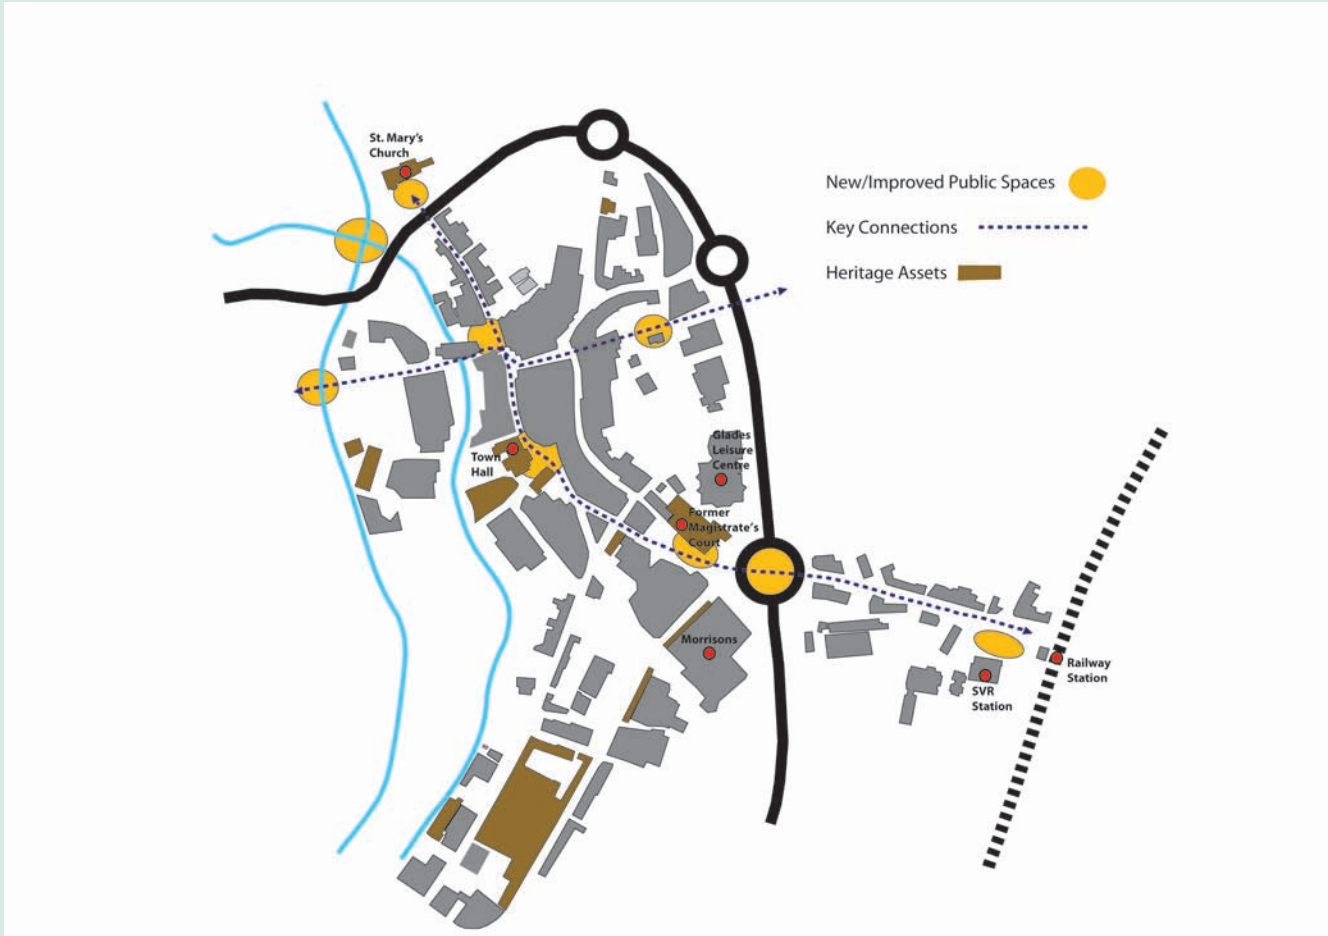 St. Mary's
Church
New/Improved Public Spaces
Key Connections
Heritage Assets
Glades
Leisure
Centre
Town
Hall
Former
Magistrate's
Court
Morrisons
Railway
Station
SVR
Station